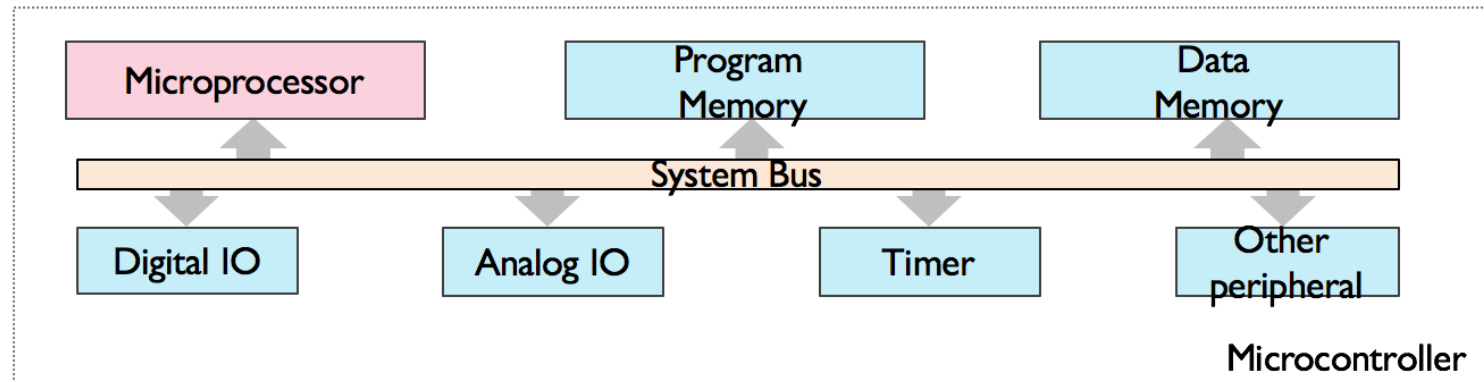 Microprocessor
Program
Memory
Data
Memory
System Bus
Digital IO
Analog IO
Timer
Other
peripheral
Microcontroller